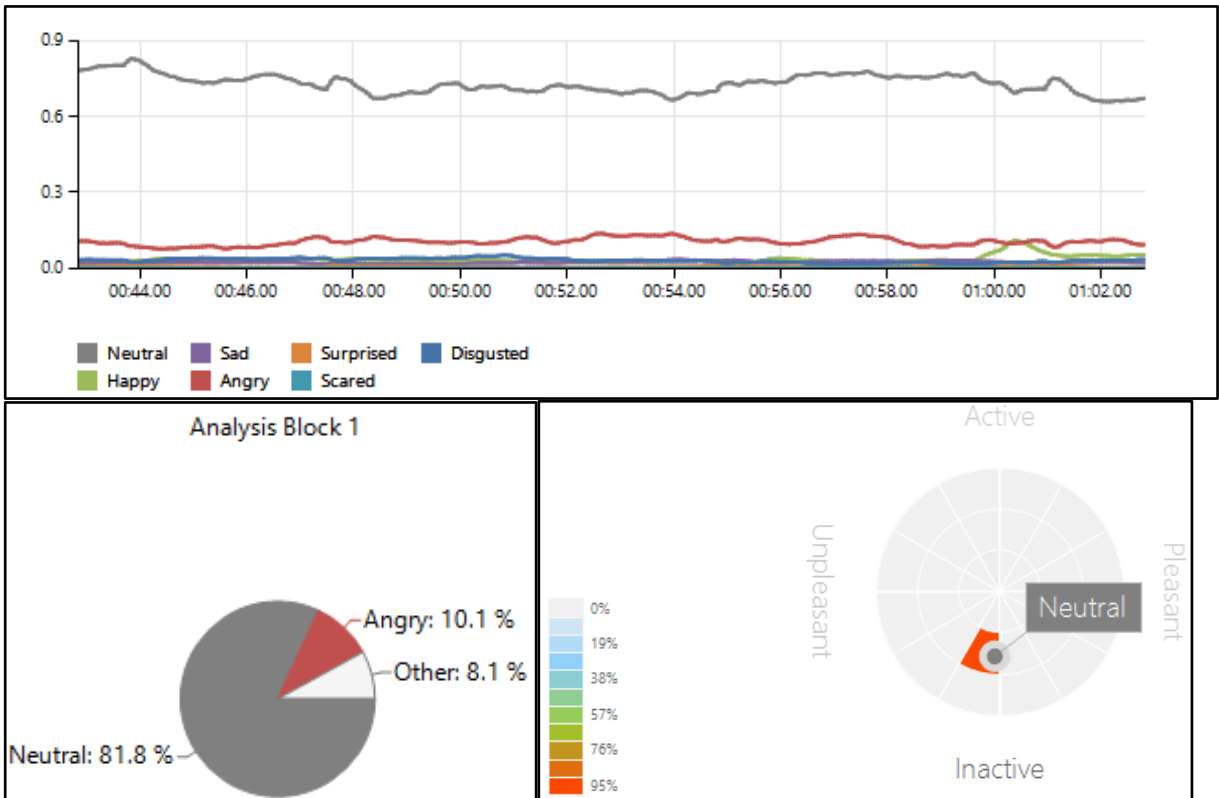 0.9
0.6
0.3
0.0
00:44.00 00:46.00 00:48.00 00:50.00 00:52.00 00:54.00 00:56.00 00:58.00 01:00.00 01:02.00
Neutral Sad Surprised Disgusted
Happy Angry Scared
Analysis Block 1
Angry: 10.1 %
Other: 8.1 %
Neutral: 81.8 %
Active
Unpleasant
Pleasant
Neutral
Inactive
0%
19%
38%
57%
76%
95%